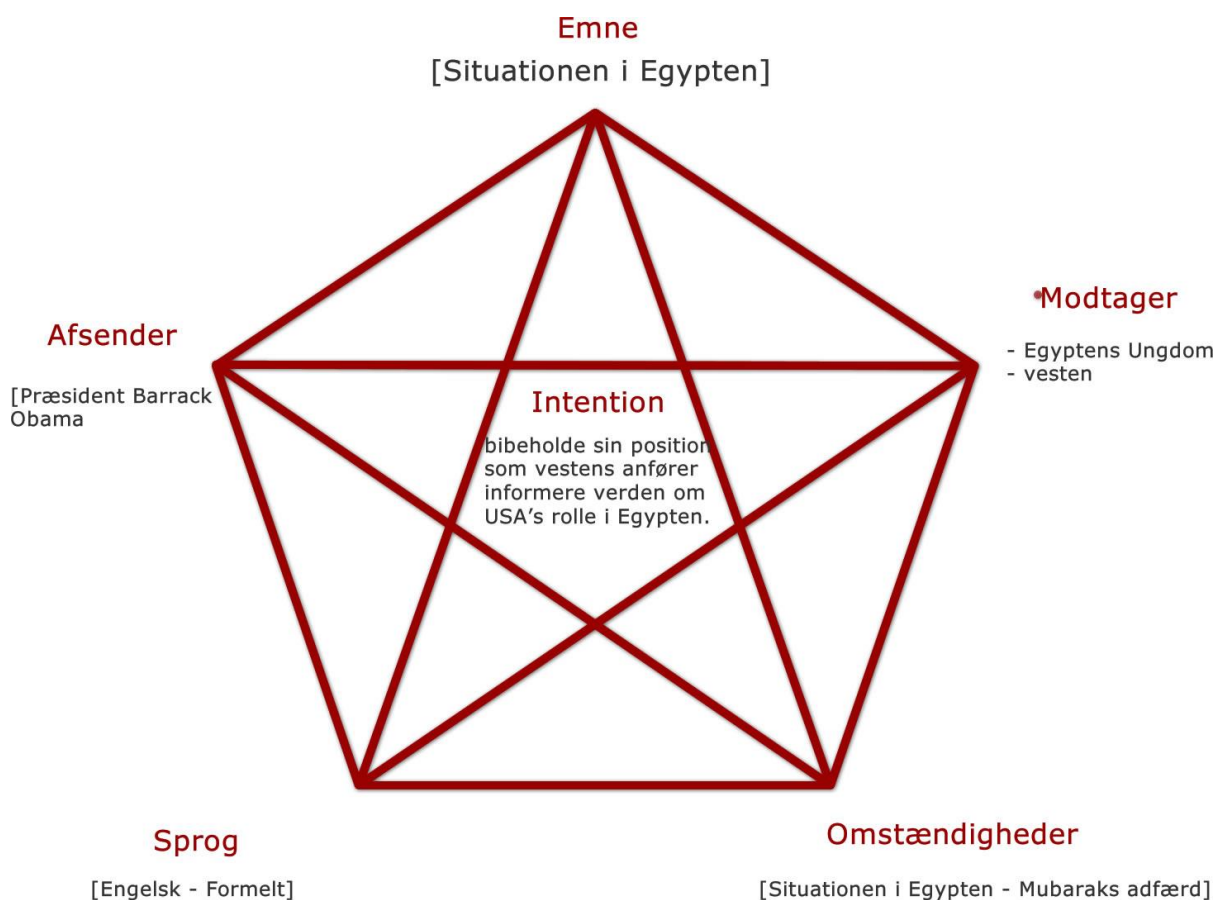 Emne
[Situationen i Egypten]
Modtager
- Egyptens Ungdom
- vesten
Afsender
[Præsident Barrack
Obama
Intention
bibeholde sin position
som vestens anfører
informere verden om
USA's rolle i Egypten.
Sprog
[Engelsk - Formelt]
Omstændigheder
[Situationen i Egypten - Mubaraks adfærd]